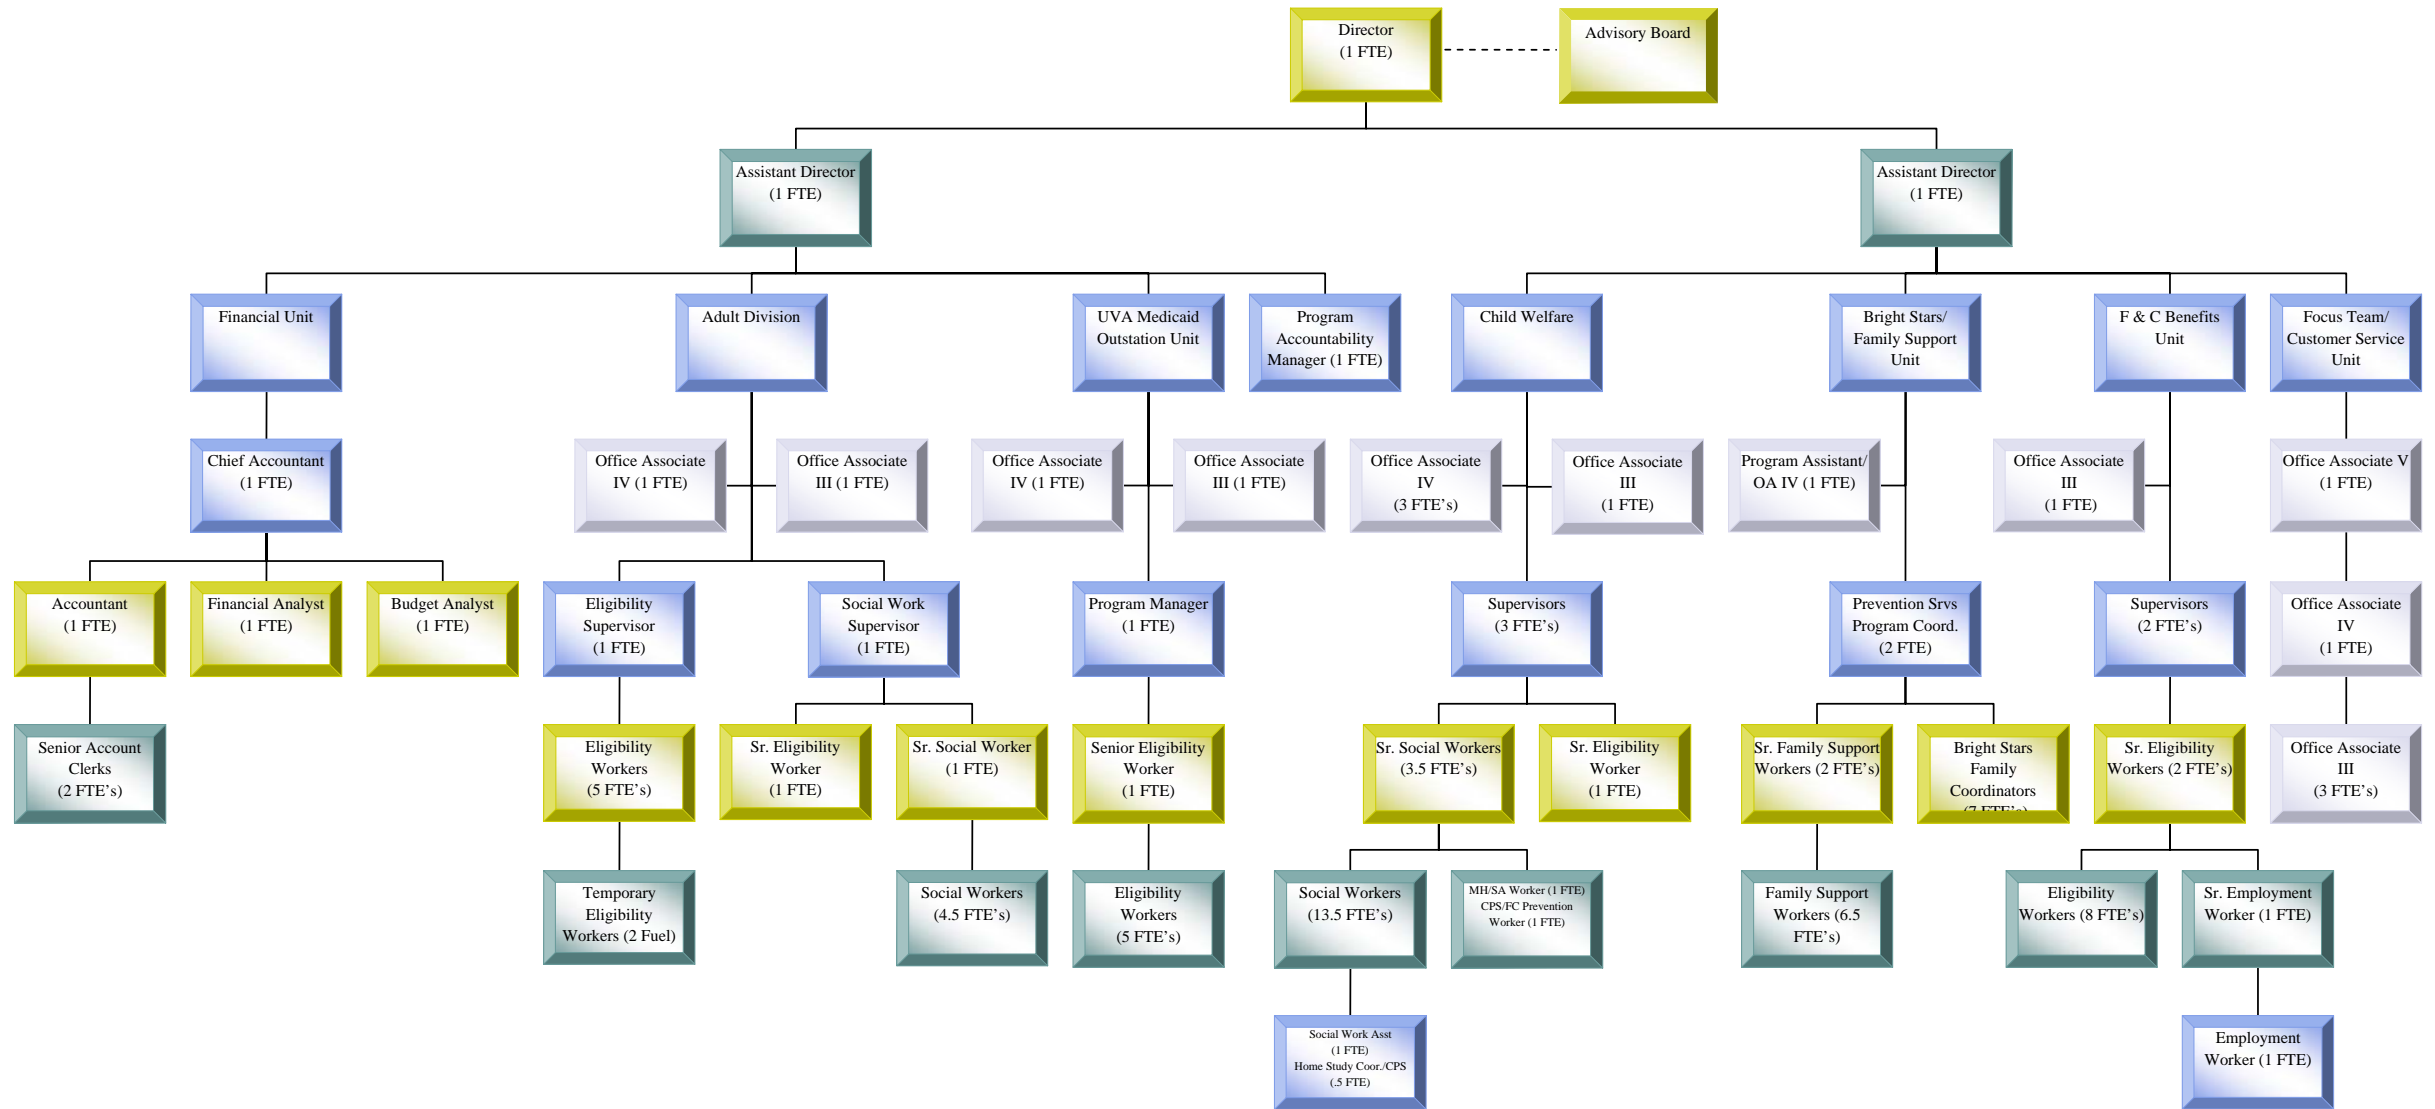 Director
(1 FTE)
Advisory Board
Assistant Director
(1 FTE)
Assistant Director
(1 FTE)
Financial Unit
Adult Division
UVA Medicaid
Outstation Unit
Program
Accountability
Manager (1 FTE)
Child Welfare
Bright Stars/
Family Support
Unit
F & C Benefits
Unit
Focus Team/
Customer Service
Unit
Chief Accountant
(1 FTE)
Office Associate
IV (1 FTE)
Office Associate
III (1 FTE)
Office Associate
IV (1 FTE)
Office Associate
III (1 FTE)
Office Associate
IV
(3 FTE’s)
Office Associate
III
(1 FTE)
Program Assistant/
OA IV (1 FTE)
Office Associate
III
(1 FTE)
Office Associate V
(1 FTE)
Accountant
(1 FTE)
Financial Analyst
(1 FTE)
Budget Analyst
(1 FTE)
Eligibility
Supervisor
(1 FTE)
Social Work
Supervisor
(1 FTE)
Program Manager
(1 FTE)
Supervisors
(3 FTE’s)
Prevention Srvs
Program Coord.
(2 FTE)
Supervisors
(2 FTE’s)
Office Associate
IV
(1 FTE)
Senior Account
Clerks
(2 FTE’s)
Eligibility
Workers
(5 FTE’s)
Sr. Eligibility
Worker
(1 FTE)
Sr. Social Worker
(1 FTE)
Senior Eligibility
Worker
(1 FTE)
Sr. Social Workers
(3.5 FTE’s)
Sr. Eligibility
Worker
(1 FTE)
Sr. Family Support
Workers (2 FTE’s)
Bright Stars
Family
Coordinators
(7 FTE’s)
Sr. Eligibility
Workers (2 FTE’s)
Office Associate
III
(3 FTE’s)
Temporary
Eligibility
Workers (2 Fuel)
Social Workers
(4.5 FTE’s)
Eligibility
Workers
(5 FTE’s)
Social Workers
(13.5 FTE’s)
MH/SA Worker (1 FTE)
CPS/FC Prevention
Worker (1 FTE)
Family Support
Workers (6.5
FTE’s)
Eligibility
Workers (8 FTE’s)
Sr. Employment
Worker (1 FTE)
Social Work Asst
(1 FTE)
Home Study Coor./CPS
(.5 FTE)
Employment
Worker (1 FTE)